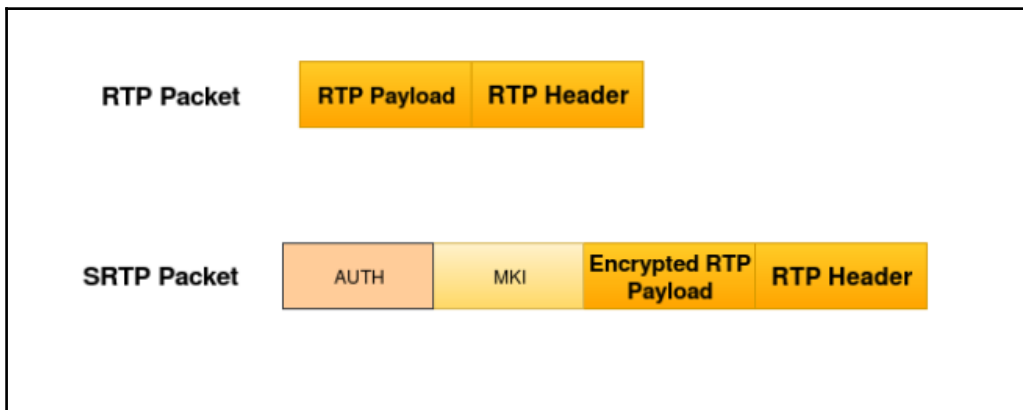 RTP Packet
RTP Payload
RTP Header
SRTP Packet
AUTH
MKI
Encrypted RTP
Payload
RTP Header